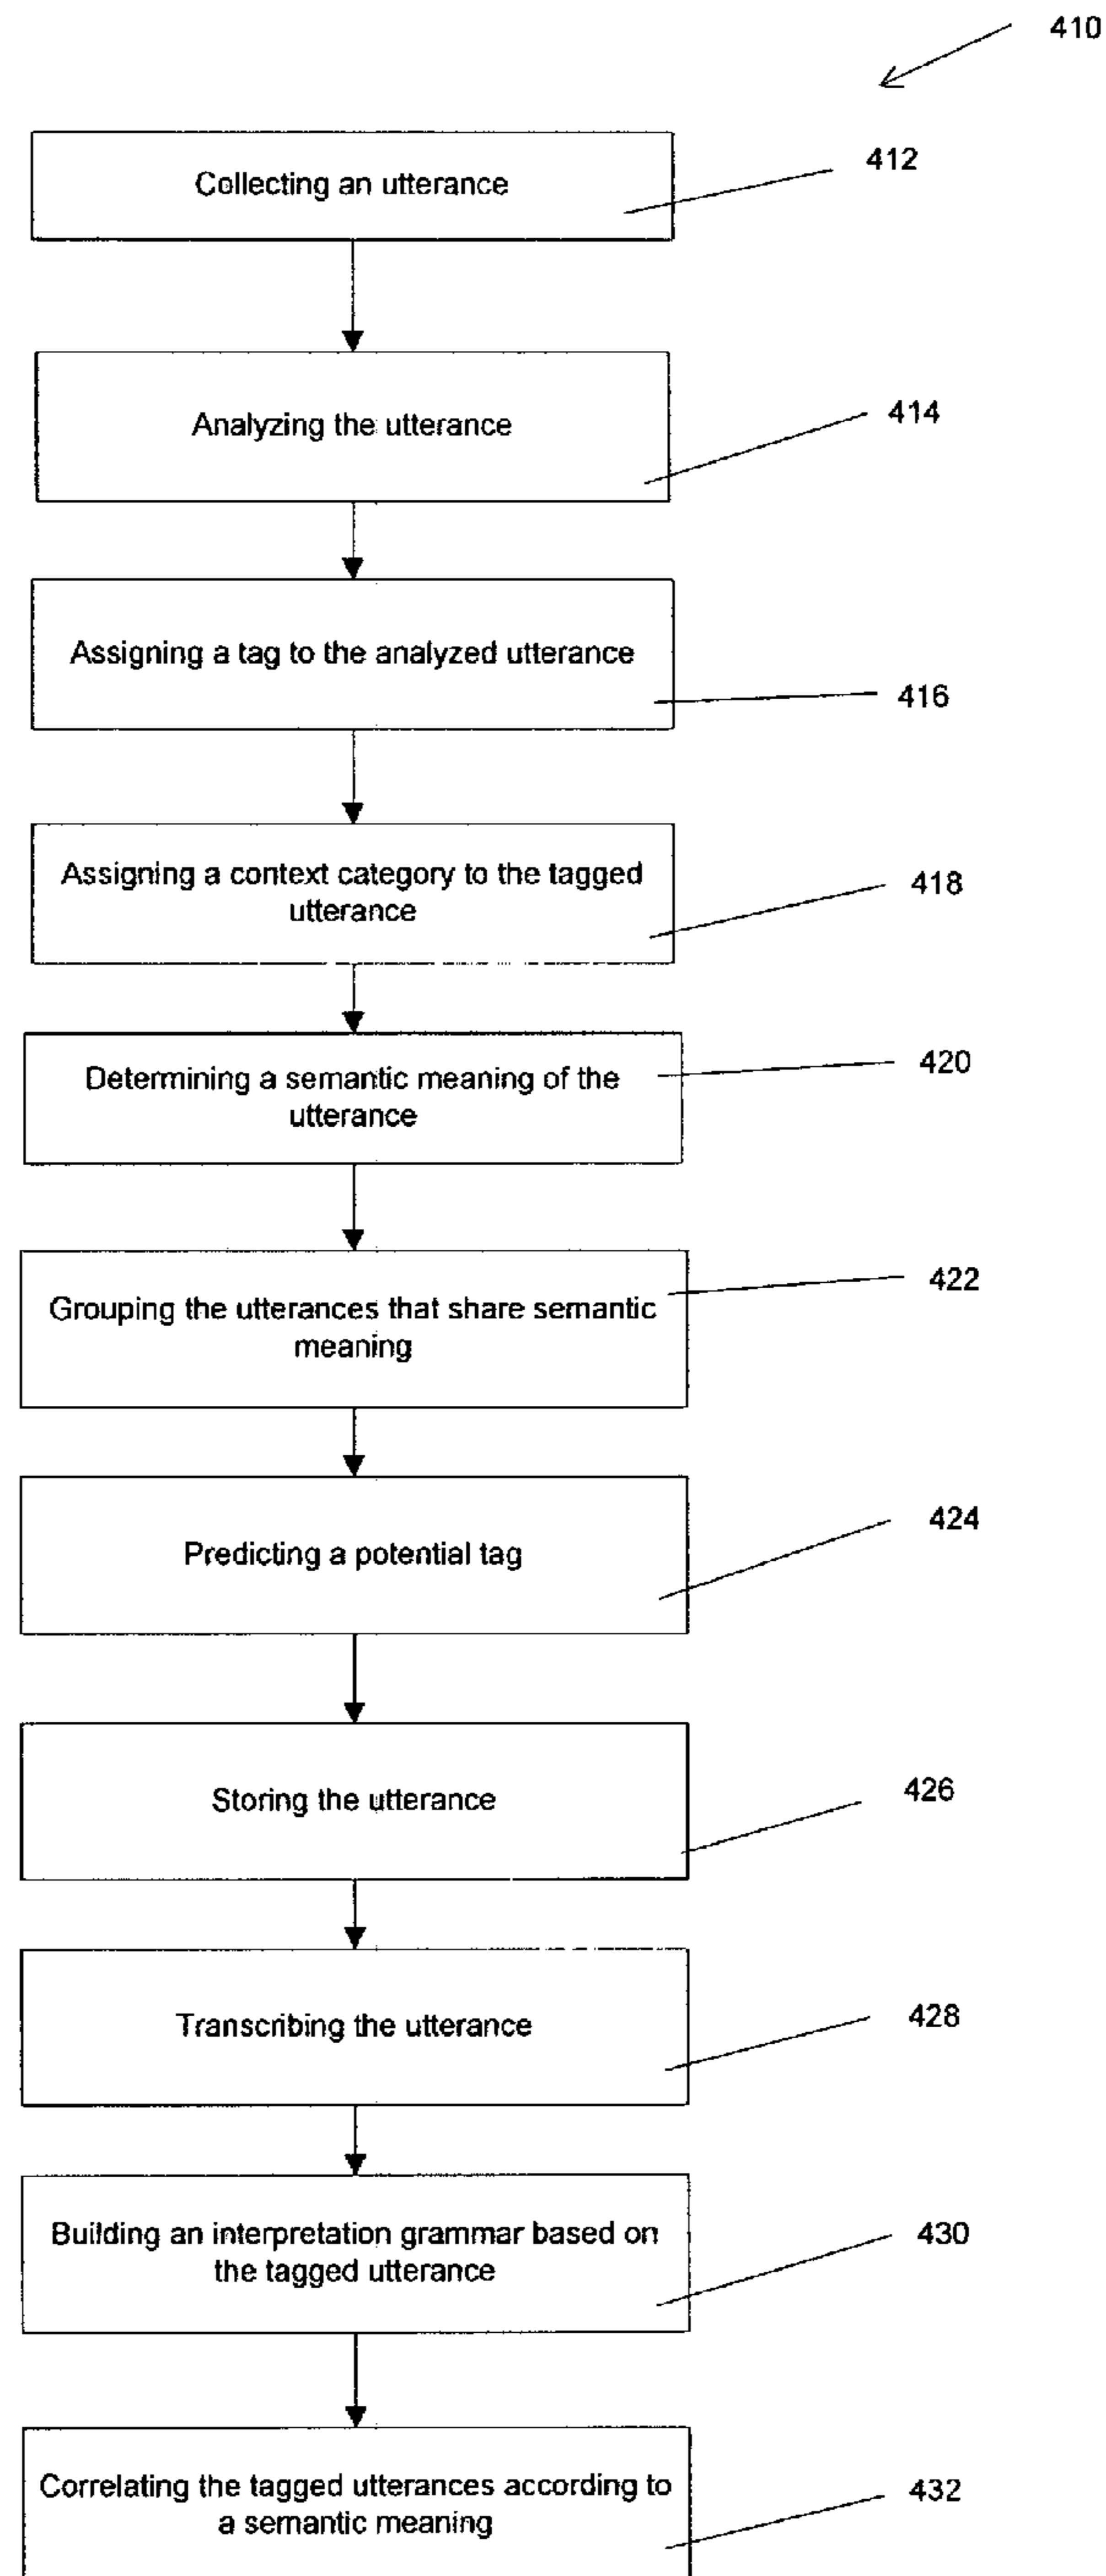 410
Collecting an utterance
412
Analyzing the utterance
414
Assigning a tag to the analyzed utterance
416
Assigning a context category to the tagged
utterance
418
Determining a semantic meaning of the
utterance
420
Grouping the utterances that share semantic
meaning
422
Predicting a potential tag
424
Storing the utterance
426
Transcribing the utterance
428
Building an interpretation grammar based on
the tagged utterance
430
Correlating the tagged utterances according to
a semantic meaning
432